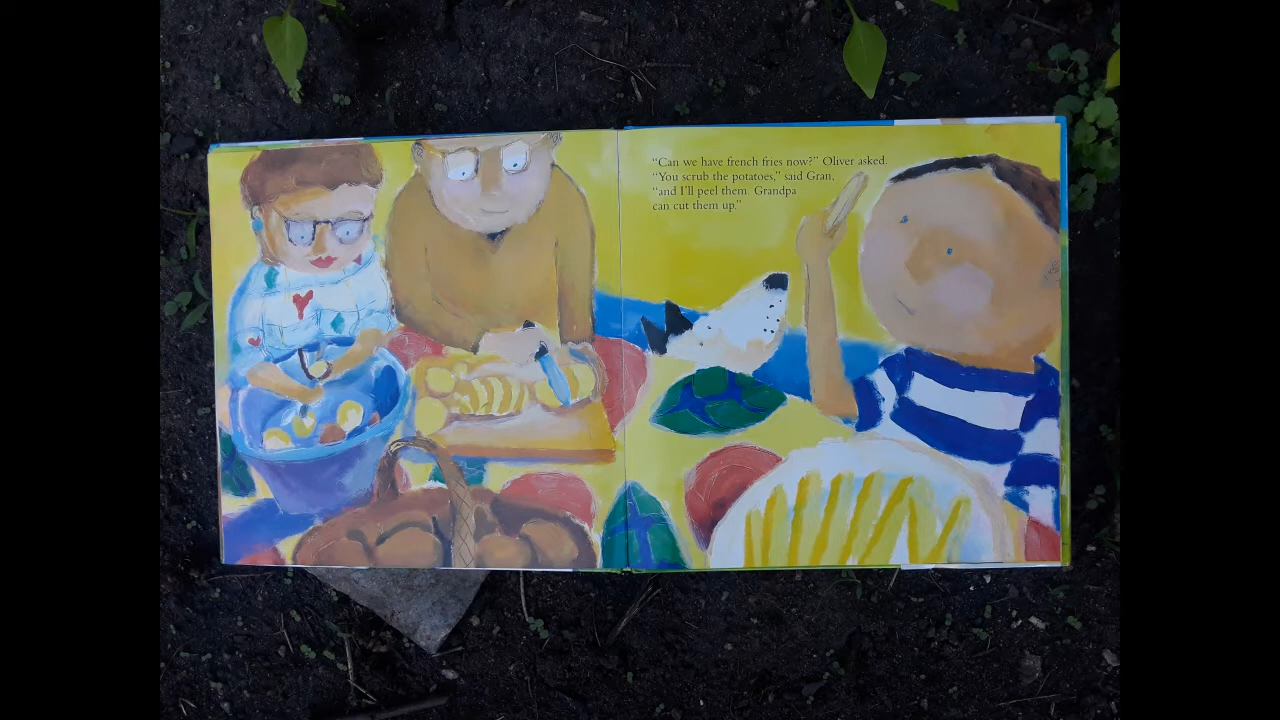 “Can we have french fries now?” Oliver asked.
“You scrub the potatoes,” said Gran,
“and I’ll peel them. Grandpa
can cut them up.”